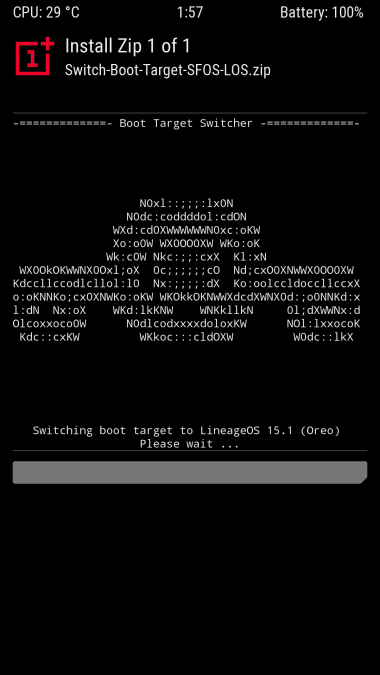 CPU: 29 °C 1:57 Battery: 100%
Install Zip 1 of 1
Switch-Boot-Target-SFOS-LOS.zip
-=============- Boot Target Switcher -=============-
NOxl::;;;:lxON
NOdc:coddddol:cdON
WXd:cdOXWWWWWWNOxc:oKW
Xo:oOW WXOOOOXW WKo:oK
Wk:cOW Nkc:;;:cxX Kl:xN
WXOOkOKWWNXOOxl;oX Oc;;;;;;cO Nd;cxOOXNWWXOOOOXW
Kdccllccodlcllol:lO Nx:;;;;:dX Ko:oolccldoccllccxX
o:oKNNKo;cxOXNWKo:oKW WKOkkOKNWWXdcdXWNXOd:;oONNKd:x
l:dN Nx:oX WKd:lkKNW WNKkllkN Ol;dXWWNx:d
OlcoxxocoOW NOdlcodxxxxdoloxKW NOl:lxxocoK
Kdc::cxKW WKkoc:::cldOXW WOdc::lkX
Switching boot target to LineageOS 15.1 (Oreo)
Please wait ...